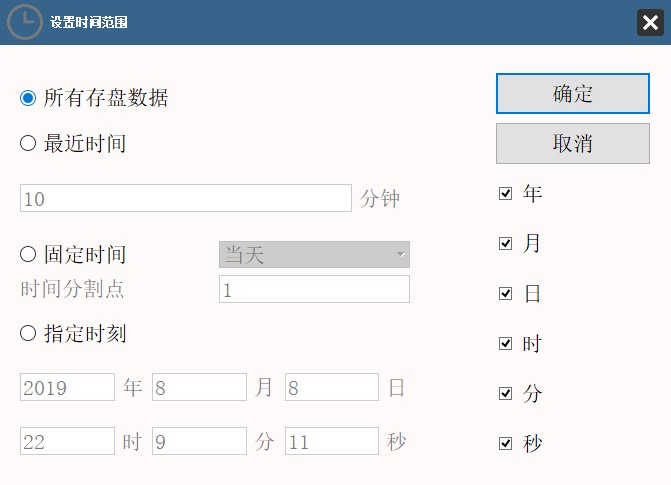 设置时间范围
所有存盘数据
确定
最近时间
取消
10 分钟
年
固定时间 当天
月
时间分割点 1
日
指定时刻
时
2019 年 8 月 8 日
分
22 时 9 分 11 秒
秒